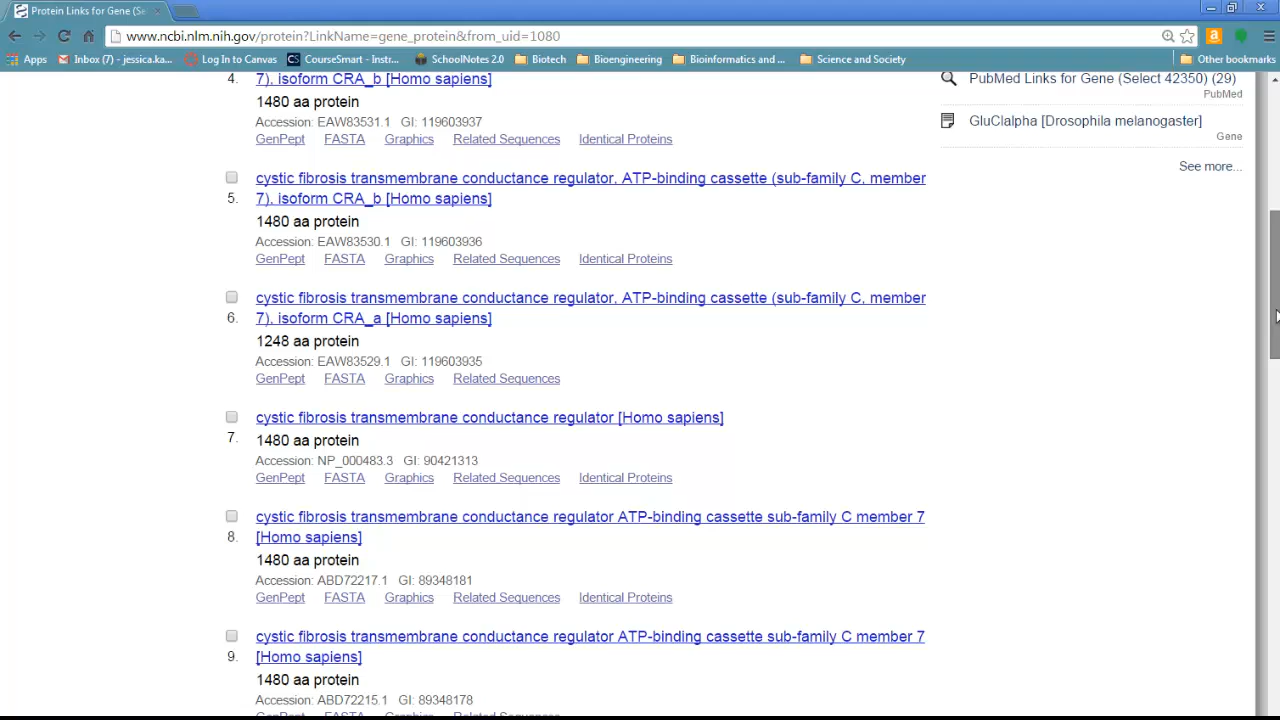 Protein Links for Gene (Se
www.ncbi.nlm.nih.gov/protein?LinkName=gene_protein&from_uid=1080
Apps Inbox (7) - jessica.ka... Log In to Canvas CourseSmart - Instr... SchoolNotes 2.0 Biotech Bioengineering Bioinformatics and ... Science and Society Other bookmarks
4. 7), isoform CRA_b [Homo sapiens]
1480 aa protein
Accession: EAW83531.1 GI: 119603937
GenPept FASTA Graphics Related Sequences Identical Proteins
cystic fibrosis transmembrane conductance regulator, ATP-binding cassette (sub-family C, member
5. 7), isoform CRA_b [Homo sapiens]
1480 aa protein
Accession: EAW83530.1 GI: 119603936
GenPept FASTA Graphics Related Sequences Identical Proteins
cystic fibrosis transmembrane conductance regulator, ATP-binding cassette (sub-family C, member
6. 7), isoform CRA_a [Homo sapiens]
1248 aa protein
Accession: EAW83529.1 GI: 119603935
GenPept FASTA Graphics Related Sequences
cystic fibrosis transmembrane conductance regulator [Homo sapiens]
7. 1480 aa protein
Accession: NP_000483.3 GI: 90421313
GenPept FASTA Graphics Related Sequences Identical Proteins
cystic fibrosis transmembrane conductance regulator ATP-binding cassette sub-family C member 7
8. [Homo sapiens]
1480 aa protein
Accession: ABD72217.1 GI: 89348181
GenPept FASTA Graphics Related Sequences Identical Proteins
cystic fibrosis transmembrane conductance regulator ATP-binding cassette sub-family C member 7
9. [Homo sapiens]
1480 aa protein
Accession: ABD72215.1 GI: 89348178
GenPept FASTA Graphics Related Sequences
PubMed Links for Gene (Select 42350) (29)
PubMed
GluClalpha [Drosophila melanogaster]
Gene
See more...